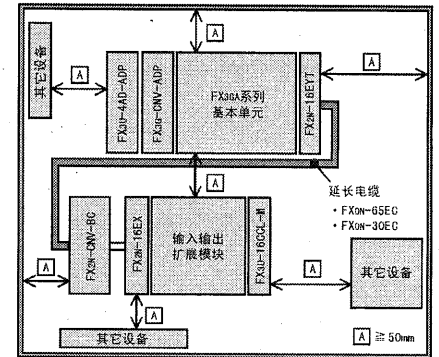 A
其它设备
A
FX3U-4AD-ADP
FX3G-CNV-ADP
FX3GA系列
基本单元
FX2N-16EYT
A
A
延长电缆
・FX0N-65EC
・FX0N-30EC
FX2N-CNV-BC
FX2N-16EX
输入输出
扩展模块
FX3U-16CCL-M
A
A
其它设备
A
其它设备
A ≧ 50mm